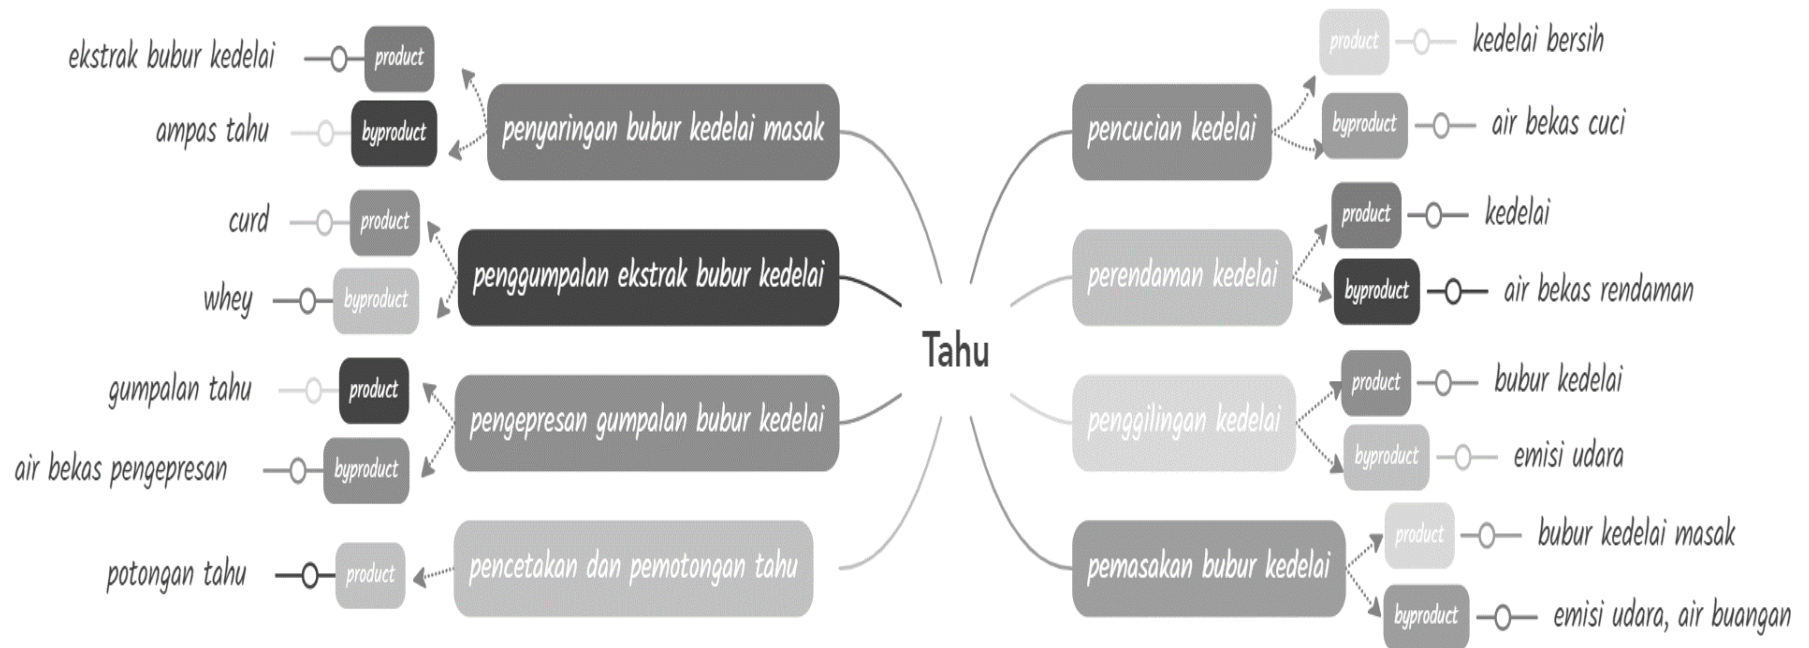 Tahu
pencucian kedelai
product
kedelai bersih
byproduct
air bekas cuci
perendaman kedelai
product
kedelai
byproduct
air bekas rendaman
penggilingan kedelai
product
bubur kedelai
byproduct
emisi udara
pemasakan bubur kedelai
product
bubur kedelai masak
byproduct
emisi udara, air buangan
penyaringan bubur kedelai masak
product
ekstrak bubur kedelai
byproduct
ampas tahu
penggumpalan ekstrak bubur kedelai
product
curd
byproduct
whey
pengepresan gumpalan bubur kedelai
product
gumpalan tahu
byproduct
air bekas pengepresan
pencetakan dan pemotongan tahu
product
potongan tahu